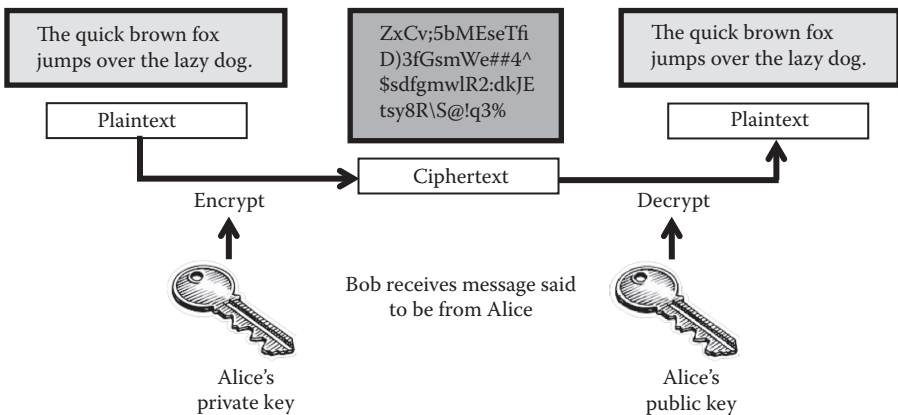 The quick brown fox
jumps over the lazy dog.
ZxCv;5bMEseTfi
D)3fGsmWe##4^
$sdfgmwlR2:dkJE
tsy8R\S@!q3%
The quick brown fox
jumps over the lazy dog.
Plaintext
Ciphertext
Plaintext
Encrypt
Decrypt
Bob receives message said
to be from Alice
Alice's
private key
Alice's
public key